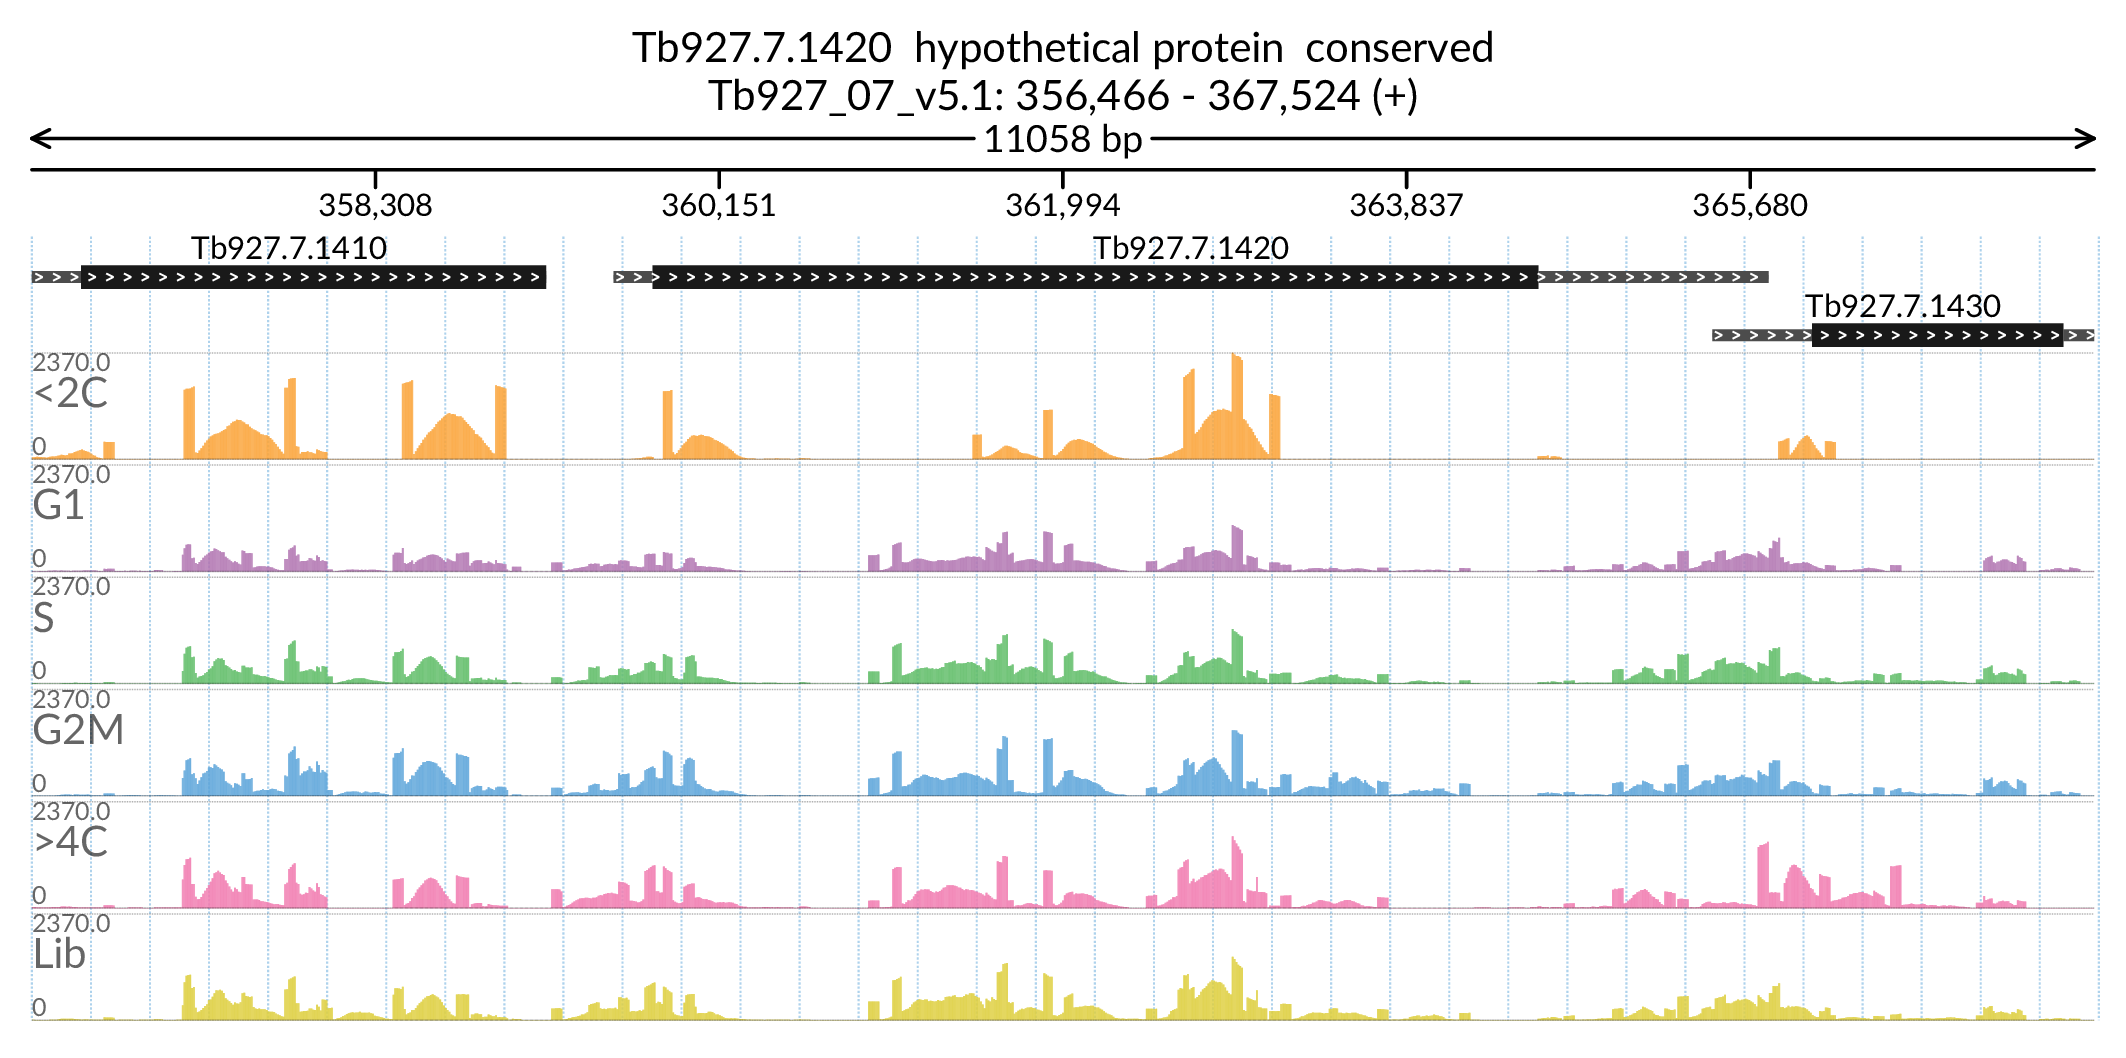 Tb927.7.1420 hypothetical protein conserved
Tb927_07_v5.1: 356,466 - 367,524 (+)
11058 bp
358,308 360,151 361,994 363,837 365,680
Tb927.7.1410 Tb927.7.1420
Tb927.7.1430
2370.0
<2C
0
2370.0
G1
0
2370.0
S
0
2370.0
G2M
0
2370.0
>4C
0
2370.0
Lib
0